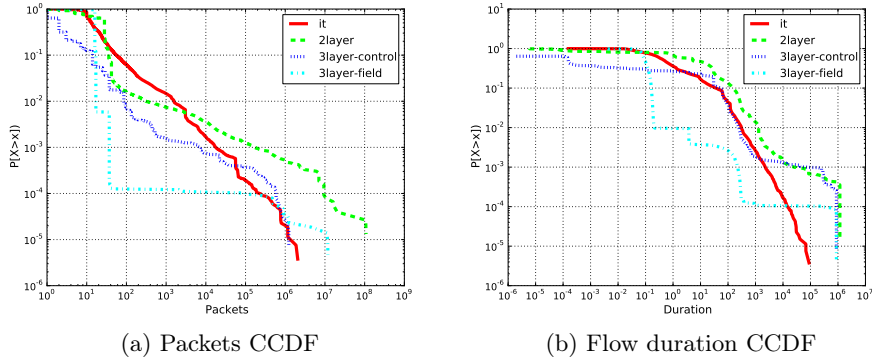 10^0
10^-1
10^-2
10^-3
10^-4
10^-5
10^-6
P[X>x])
10^0 10^1 10^2 10^3 10^4 10^5 10^6 10^7 10^8 10^9
Packets
it
2layer
3layer-control
3layer-field
(a) Packets CCDF
10^1
10^0
10^-1
10^-2
10^-3
10^-4
10^-5
10^-6
P[X>x])
10^-6 10^-5 10^-4 10^-3 10^-2 10^-1 10^0 10^1 10^2 10^3 10^4 10^5 10^6 10^7
Duration
it
2layer
3layer-control
3layer-field
(b) Flow duration CCDF